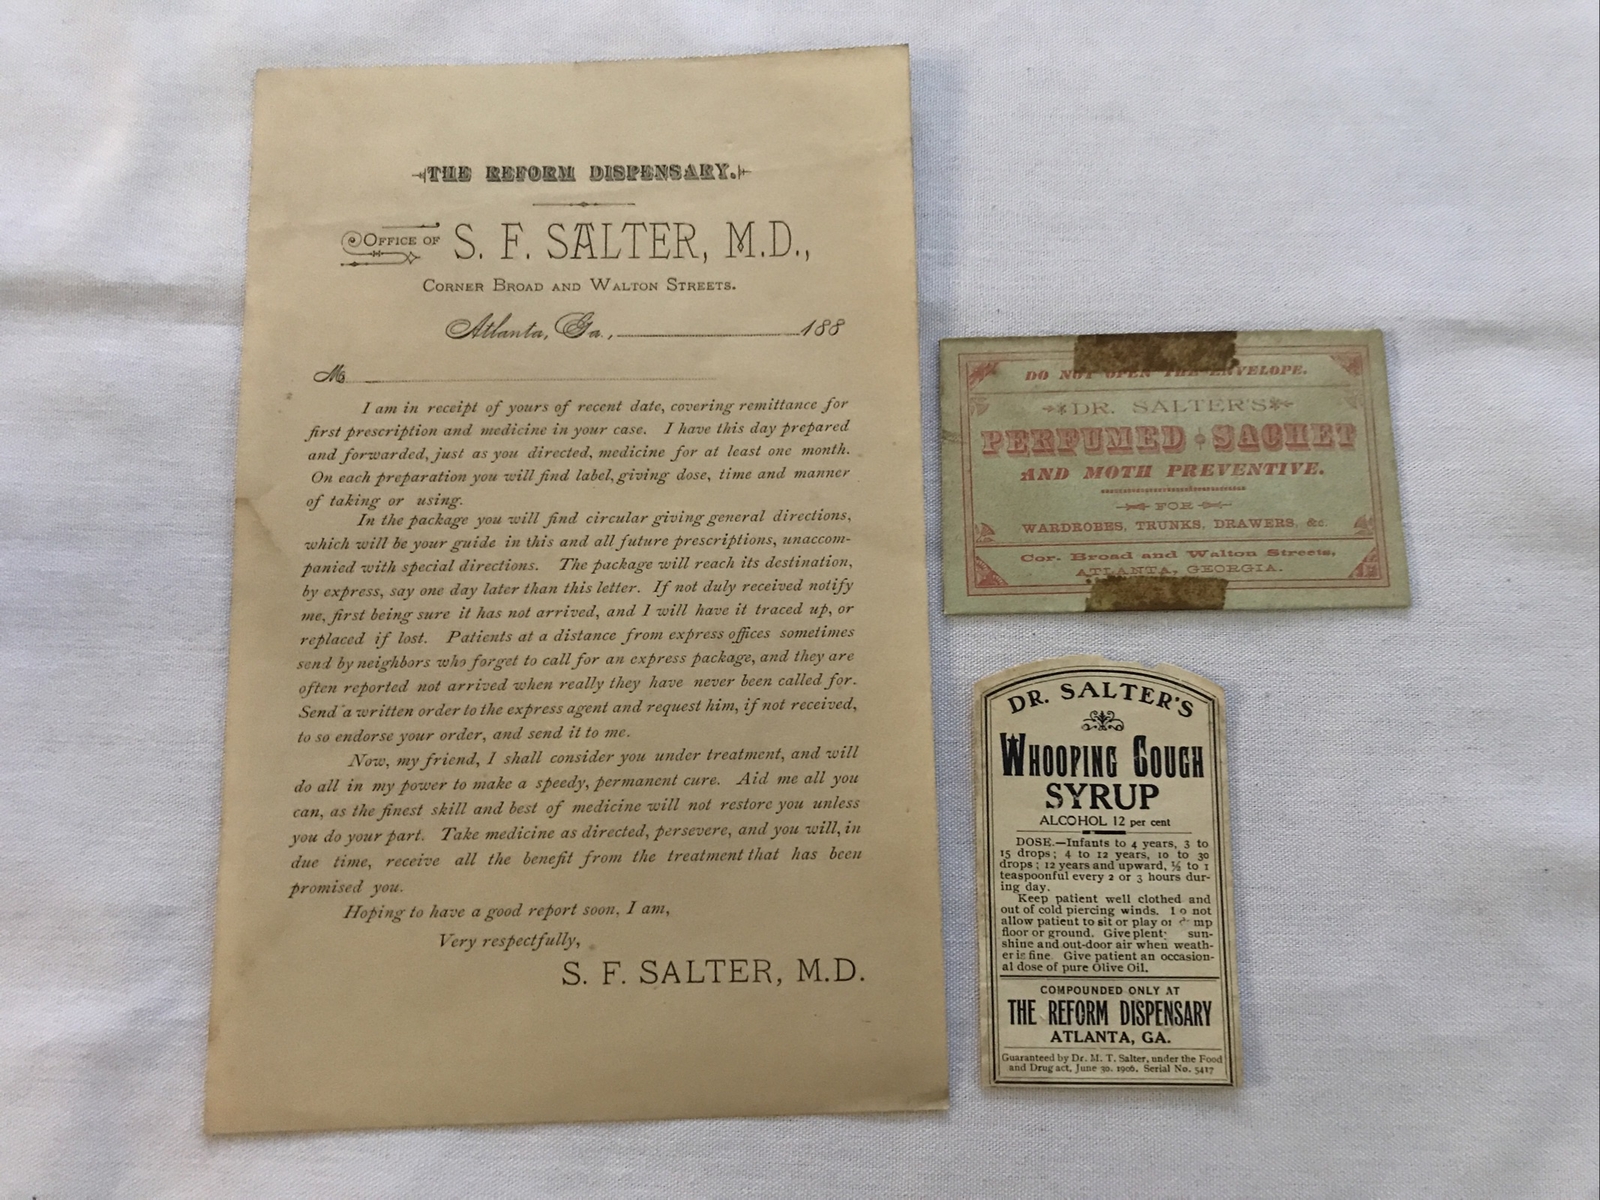 THE REFORM DISPENSARY.
OFFICE OF S. F. SALTER, M.D.,
CORNER BROAD AND WALTON STREETS.
Atlanta, Ga., 188
M
I am in receipt of yours of recent date, covering remittance for
first prescription and medicine in your case. I have this day prepared
and forwarded, just as you directed, medicine for at least one month.
On each preparation you will find label, giving dose, time and manner
of taking or using.
In the package you will find circular giving general directions,
which will be your guide in this and all future prescriptions, unaccom-
panied with special directions. The package will reach its destination,
by express, say one day later than this letter. If not duly received notify
me, first being sure it has not arrived, and I will have it traced up, or
replaced if lost. Patients at a distance from express offices sometimes
send by neighbors who forget to call for an express package, and they are
often reported not arrived when really they have never been called for.
Send a written order to the express agent and request him, if not received,
to so endorse your order, and send it to me.
Now, my friend, I shall consider you under treatment, and will
do all in my power to make a speedy, permanent cure. Aid me all you
can, as the finest skill and best of medicine will not restore you unless
you do your part. Take medicine as directed, persevere, and you will, in
due time, receive all the benefit from the treatment that has been
promised you.
Hoping to have a good report soon, I am,
Very respectfully,
S. F. SALTER, M.D.
DO NOT OPEN THE ENVELOPE.
DR. SALTER'S
PERFUMED SACHET
AND MOTH PREVENTIVE.
FOR
WARDROBES, TRUNKS, DRAWERS, &c.
Cor. Broad and Walton Streets,
ATLANTA, GEORGIA.
DR. SALTER'S
WHOOPING COUGH
SYRUP
ALCOHOL 12 per cent
DOSE.—Infants to 4 years, 3 to
15 drops; 4 to 12 years, 10 to 30
drops; 12 years and upward, ½ to 1
teaspoonful every 2 or 3 hours dur-
ing day.
Keep patient well clothed and
out of cold piercing winds. not
allow patient to sit or play
floor or ground. Give sun-
shine and out-door air when weath-
er is fine. Give patient an occasion-
al dose of pure Olive Oil.
COMPOUNDED ONLY AT
THE REFORM DISPENSARY
ATLANTA, GA.
Guaranteed by Dr. M. T. Salter, under the Food
and Drug act, June 30. 1906. Serial No. 5417